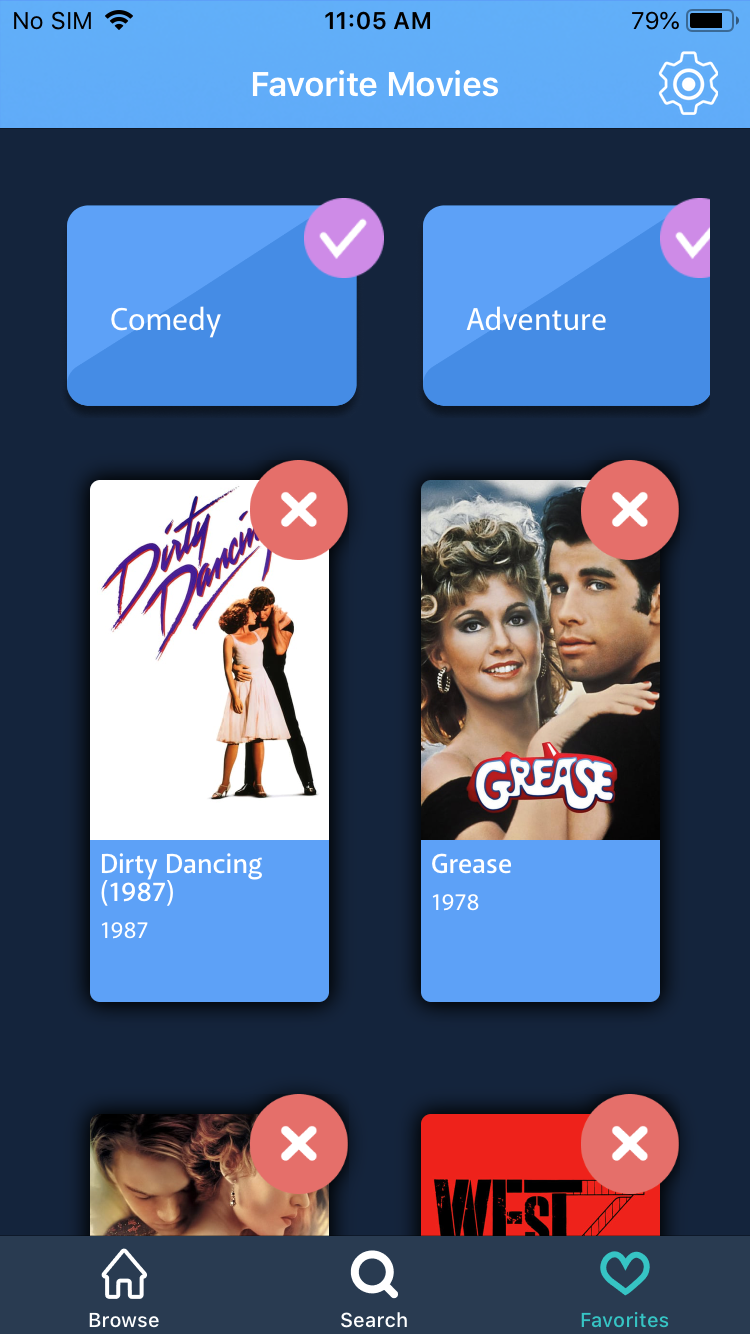 No SIM 11:05 AM 79%
Favorite Movies
Comedy Adventure
Dirty
Dancin
GREASE
Dirty Dancing
(1987)
1987
Grease
1978
WEST
Browse Search Favorites